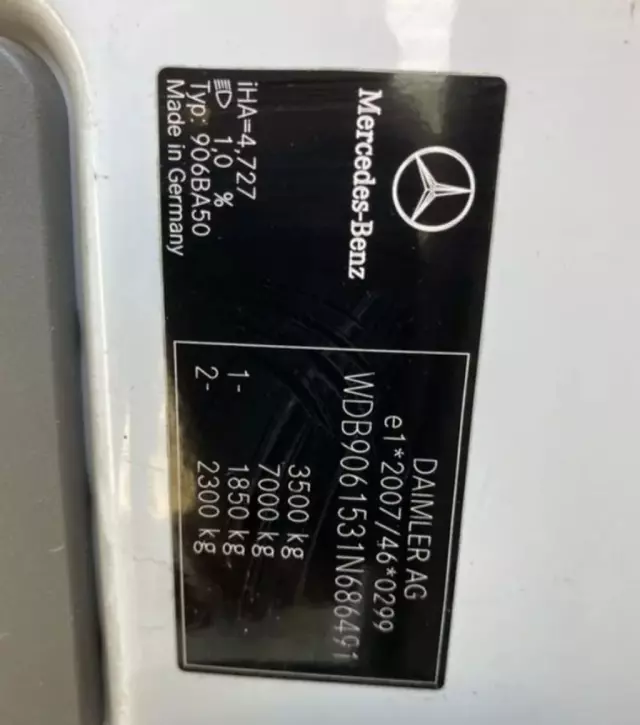 Mercedes-Benz
iHA=4,727
1,0 %
Typ: 906BA50
Made in Germany
DAIMLER AG
e1*2007/46*0299
WDB9061531N686491
3500 kg
7000 kg
1- 1850 kg
2- 2300 kg